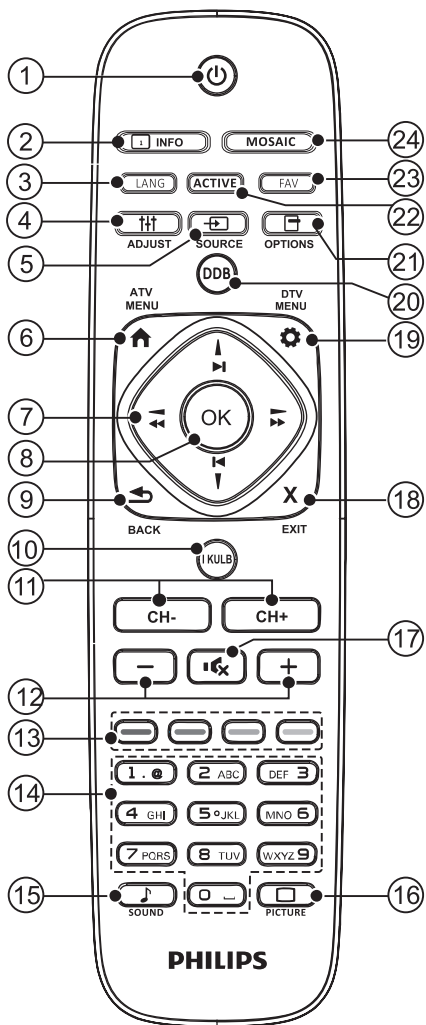 1
2 INFO MOSAIC 24
3 LANG ACTIVE FAV 23
22
4 ADJUST SOURCE OPTIONS 21
5 DDB 20
ATV MENU DTV MENU
6 19
7
8 OK
9 BACK X EXIT 18
10 I KULB
11 CH- CH+
17
12 − +
13
14 1 . @ 2 ABC DEF 3
4 GHI 5 JKL MNO 6
7 PQRS 8 TUV WXYZ 9
15 SOUND 0 PICTURE 16
PHILIPS